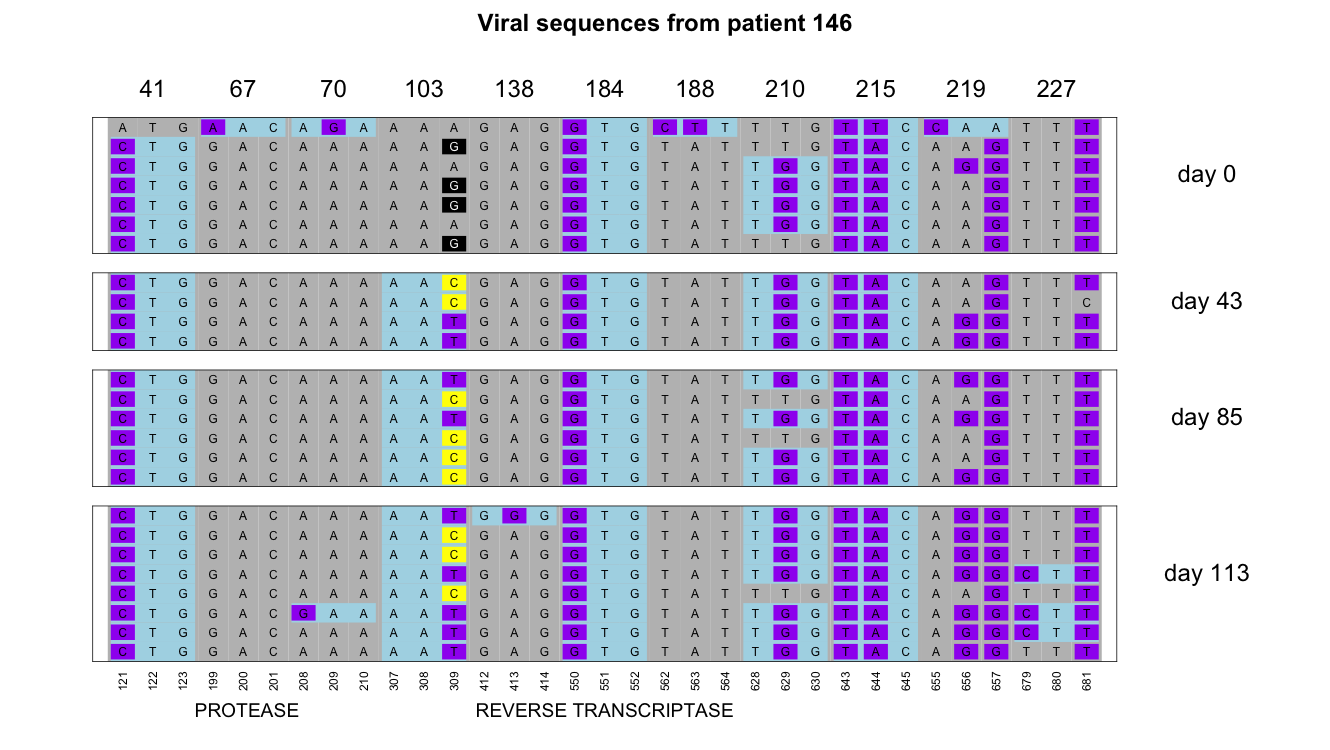 Viral sequences from patient 146
41 67 70 103 138 184 188 210 215 219 227
A T G A A C A G A A A A G A G G T G C T T T T G T T C C A A T T T
C T G G A C A A A A A G G A G G T G T A T T T G T A C A A G T T T
C T G G A C A A A A A A G A G G T G T A T T G G T A C A G G T T T
C T G G A C A A A A A G G A G G T G T A T T G G T A C A A G T T T
C T G G A C A A A A A G G A G G T G T A T T G G T A C A A G T T T
C T G G A C A A A A A A G A G G T G T A T T G G T A C A A G T T T
C T G G A C A A A A A G G A G G T G T A T T T G T A C A A G T T T
day 0
C T G G A C A A A A A C G A G G T G T A T T G G T A C A A G T T T
C T G G A C A A A A A C G A G G T G T A T T G G T A C A A G T T C
C T G G A C A A A A A T G A G G T G T A T T G G T A C A G G T T T
C T G G A C A A A A A T G A G G T G T A T T G G T A C A G G T T T
day 43
C T G G A C A A A A A T G A G G T G T A T T G G T A C A G G T T T
C T G G A C A A A A A C G A G G T G T A T T T G T A C A A G T T T
C T G G A C A A A A A T G A G G T G T A T T G G T A C A G G T T T
C T G G A C A A A A A C G A G G T G T A T T T G T A C A A G T T T
C T G G A C A A A A A C G A G G T G T A T T G G T A C A A G T T T
C T G G A C A A A A A C G A G G T G T A T T G G T A C A G G T T T
day 85
C T G G A C A A A A A T G G G G T G T A T T G G T A C A G G T T T
C T G G A C A A A A A C G A G G T G T A T T G G T A C A G G T T T
C T G G A C A A A A A C G A G G T G T A T T G G T A C A G G T T T
C T G G A C A A A A A T G A G G T G T A T T G G T A C A G G C T T
C T G G A C A A A A A C G A G G T G T A T T T G T A C A A G T T T
C T G G A C G A A A A T G A G G T G T A T T G G T A C A G G C T T
C T G G A C A A A A A T G A G G T G T A T T G G T A C A G G C T T
C T G G A C A A A A A T G A G G T G T A T T G G T A C A G G T T T
day 113
121 122 123 199 200 201 208 209 210 307 308 309 412 413 414 550 551 552 562 563 564 628 629 630 643 644 645 655 656 657 679 680 681
PROTEASE REVERSE TRANSCRIPTASE